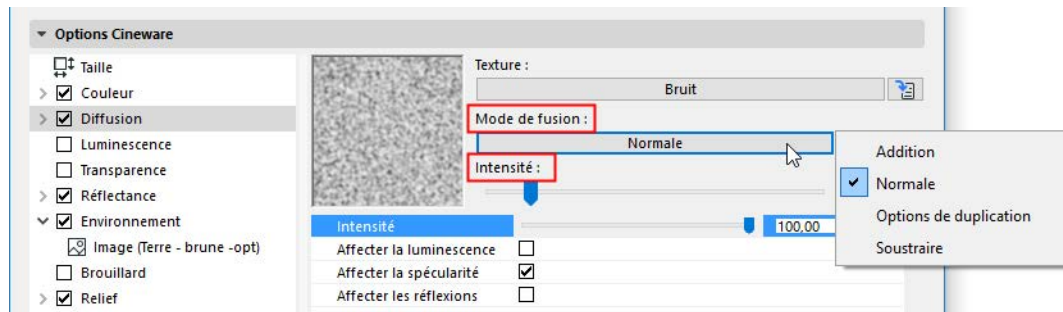 Options Cineware
Taille
Couleur
Diffusion
Luminescence
Transparence
Réflectance
Environnement
Image (Terre - brune -opt)
Brouillard
Relief
Texture :
Bruit
Mode de fusion :
Normale
Intensité :
Addition
Normale
Options de duplication
Soustraire
Intensité
100,00
Affecter la luminescence
Affecter la spécularité
Affecter les réflexions